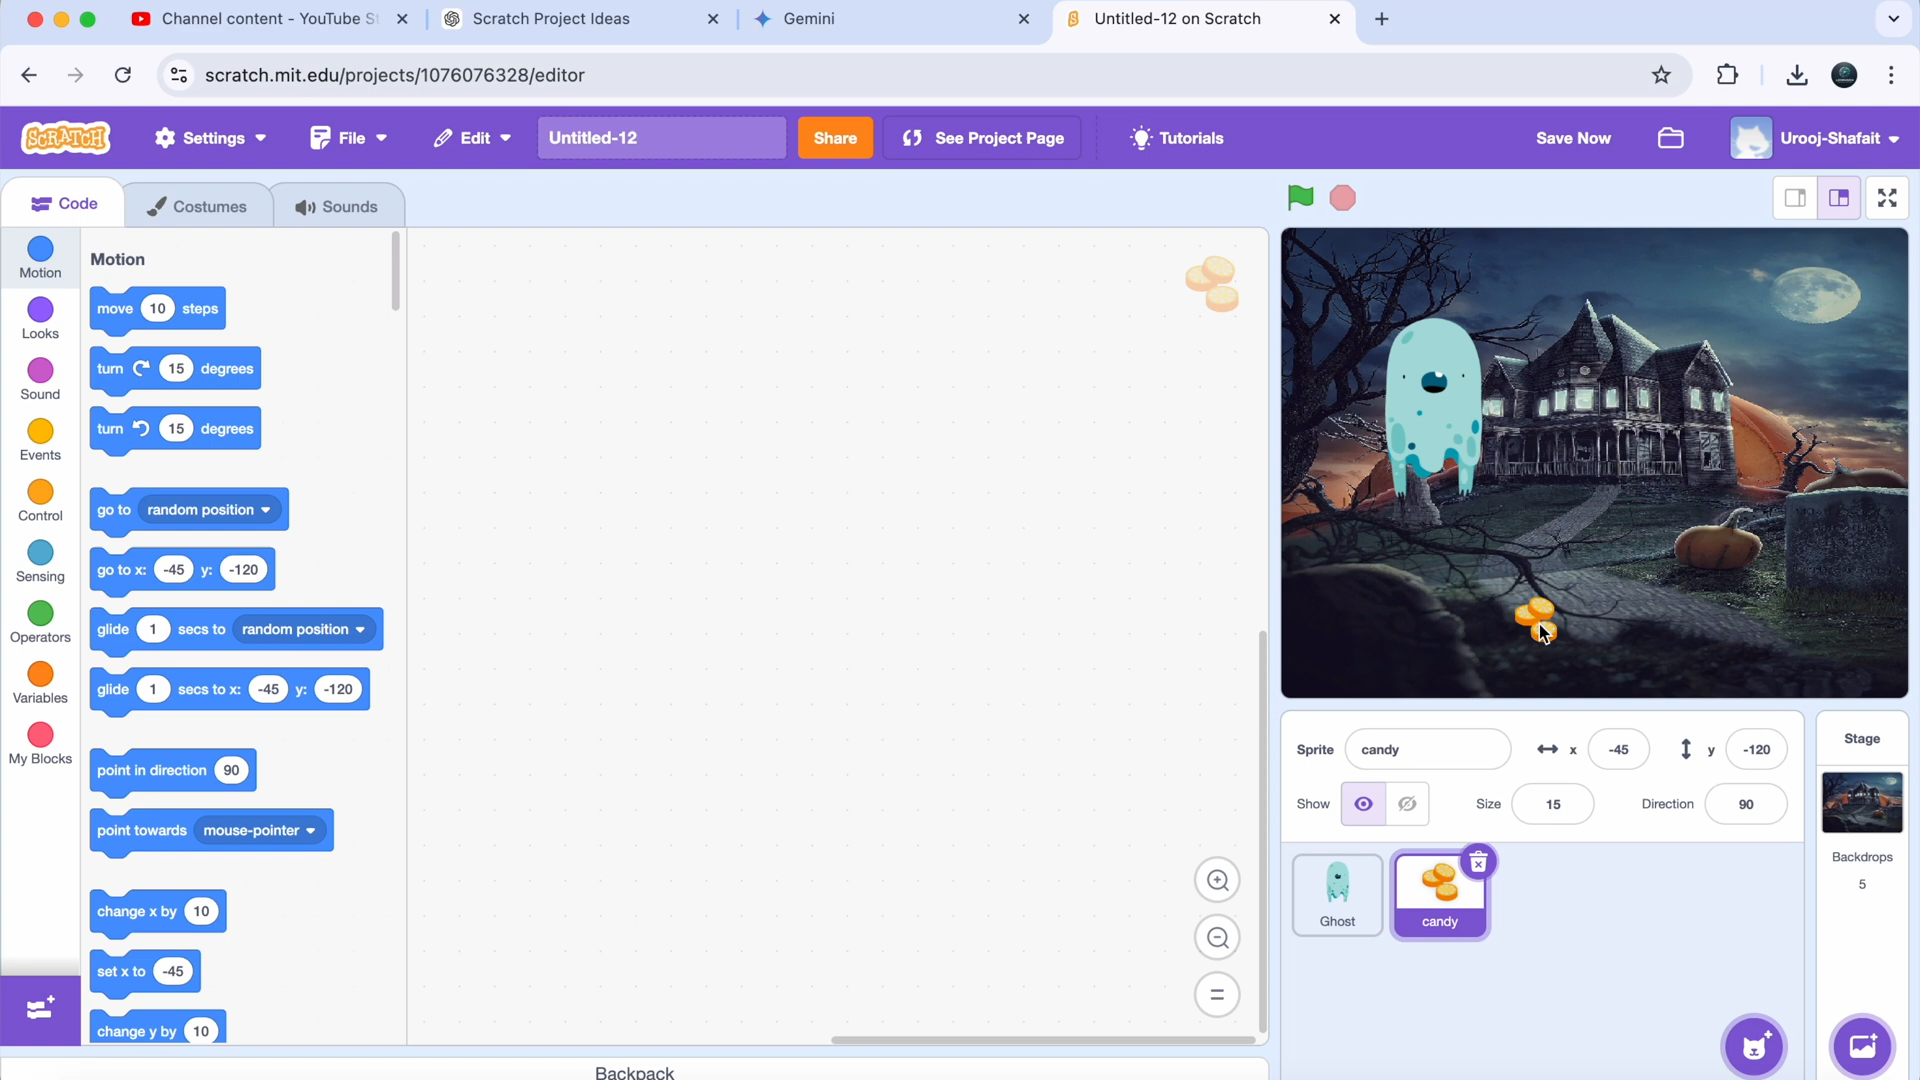 Channel content - YouTube St
Scratch Project Ideas
Gemini
Untitled-12 on Scratch
scratch.mit.edu/projects/1076076328/editor
SCRATCH
Settings
File
Edit
Untitled-12
Share
See Project Page
Tutorials
Save Now
Urooj-Shafait
Code
Costumes
Sounds
Motion
Looks
Sound
Events
Control
Sensing
Operators
Variables
My Blocks
Motion
move 10 steps
turn 15 degrees
turn 15 degrees
go to random position
go to x: -45 y: -120
glide 1 secs to random position
glide 1 secs to x: -45 y: -120
point in direction 90
point towards mouse-pointer
change x by 10
set x to -45
change y by 10
Backpack
Sprite candy x -45 y -120
Show Size 15 Direction 90
Ghost
candy
Stage
Backdrops
5